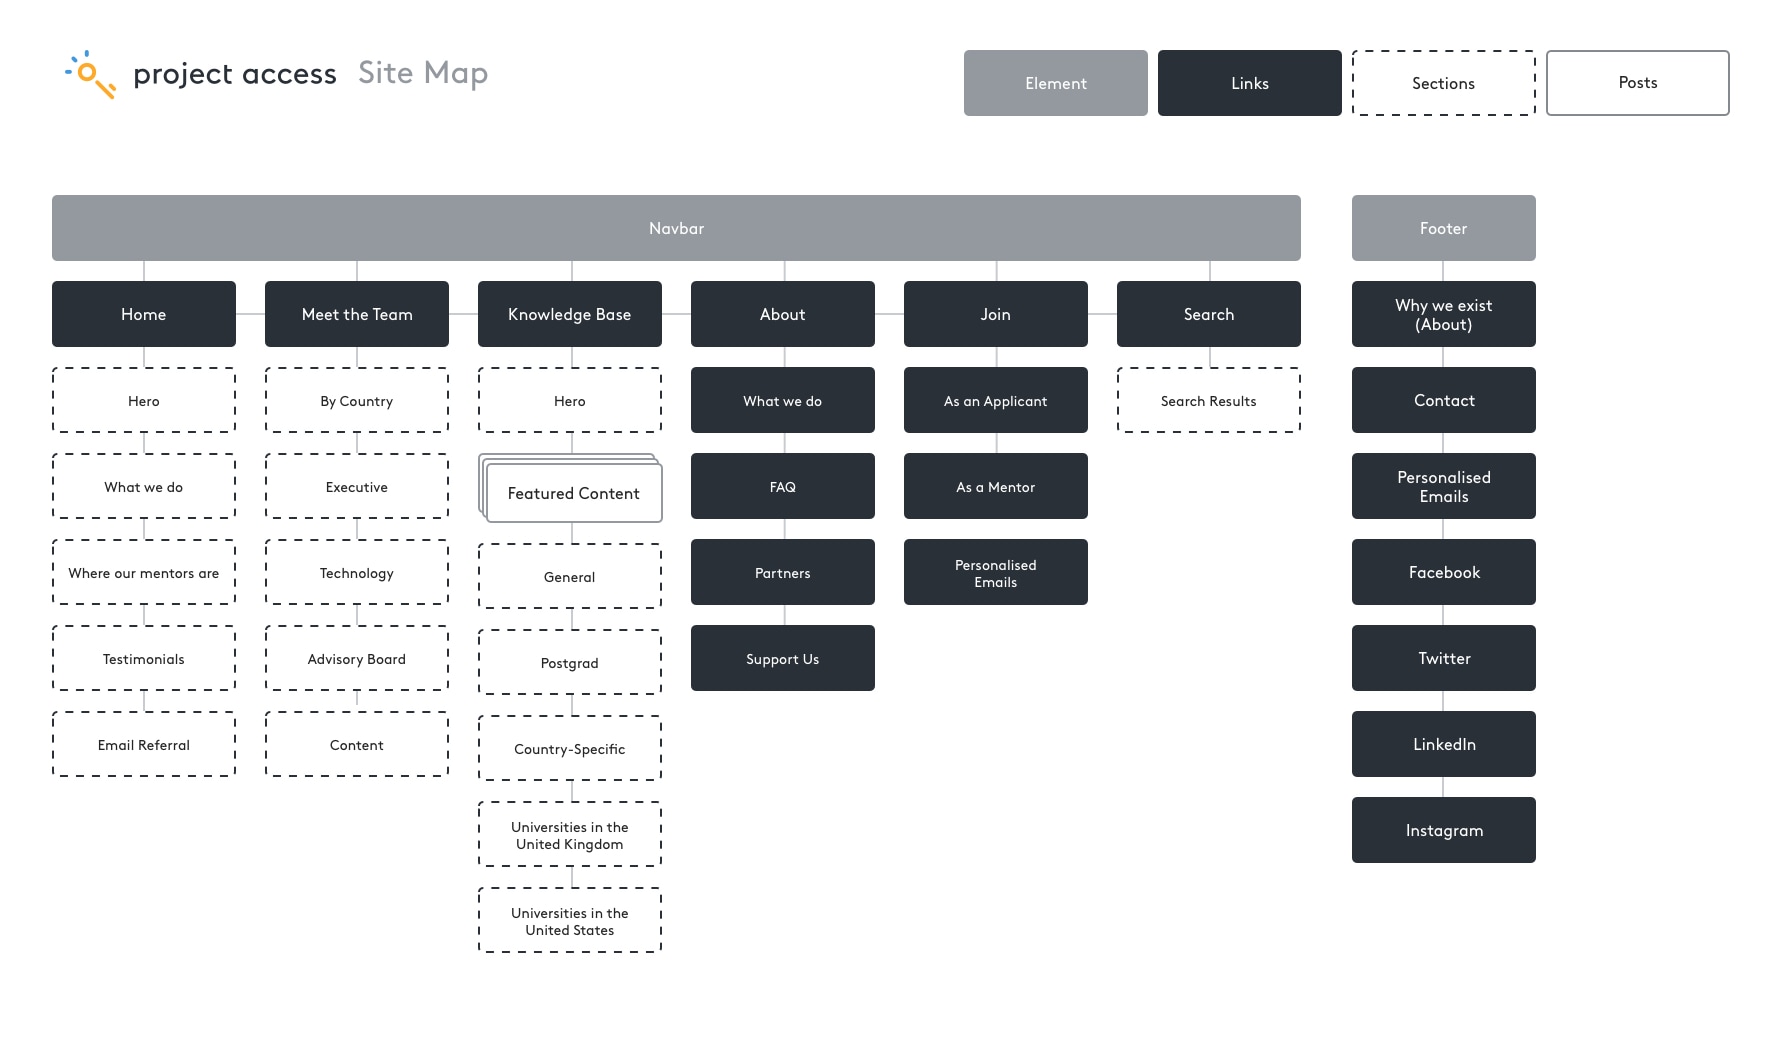 project access Site Map
Element
Links
Sections
Posts
Navbar
Footer
Home
Meet the Team
Knowledge Base
About
Join
Search
Why we exist
(About)
Hero
By Country
Hero
What we do
As an Applicant
Search Results
Contact
What we do
Executive
Featured Content
FAQ
As a Mentor
Personalised
Emails
Where our mentors are
Technology
General
Partners
Personalised
Emails
Facebook
Testimonials
Advisory Board
Postgrad
Support Us
Twitter
Email Referral
Content
Country-Specific
LinkedIn
Universities in the
United Kingdom
Instagram
Universities in the
United States